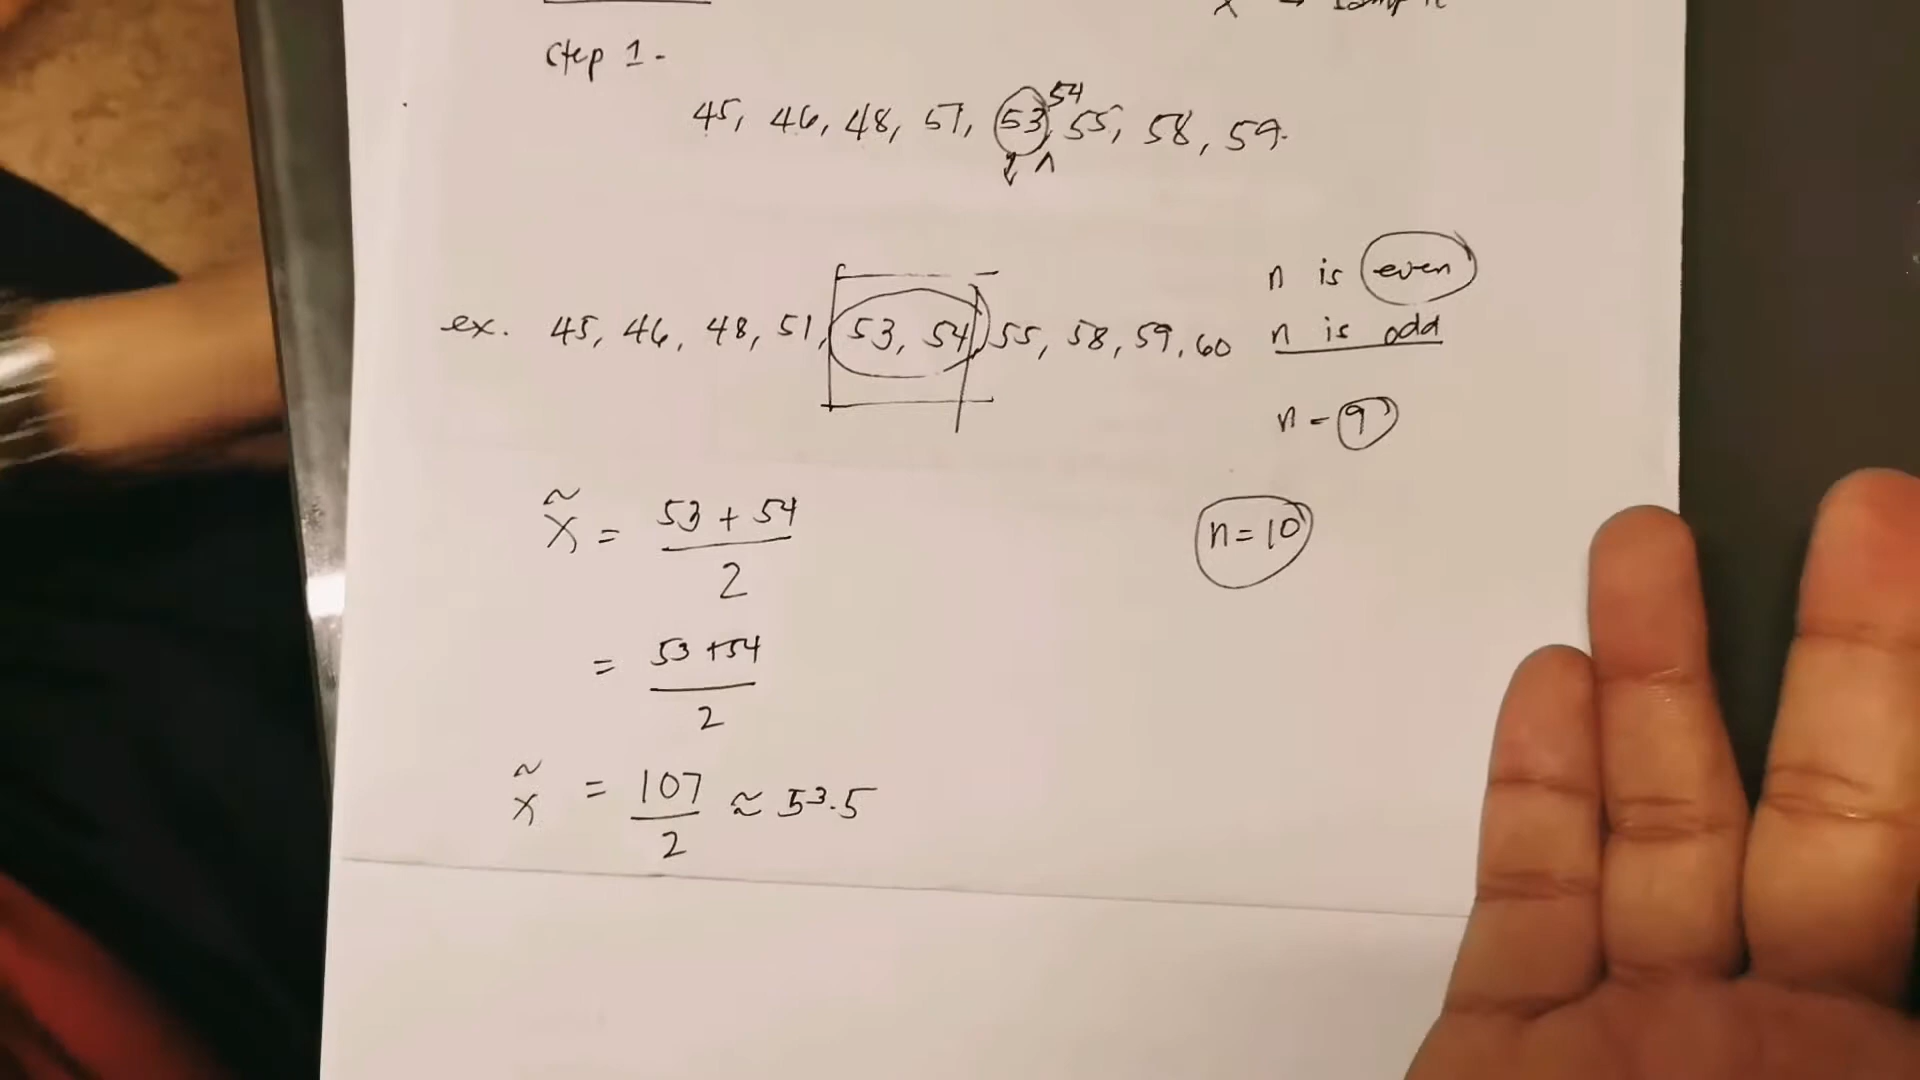 x̄ →
Step 1-
45, 46, 48, 51, 53, 54 55, 58, 59.
n is even
ex. 45, 46, 48, 51, 53, 54, 55, 58, 59, 60
n is odd
n = 9
n = 10
x̃ = 53 + 54
2
= 53 + 54
2
x̃ = 107 ≈ 53.5
2